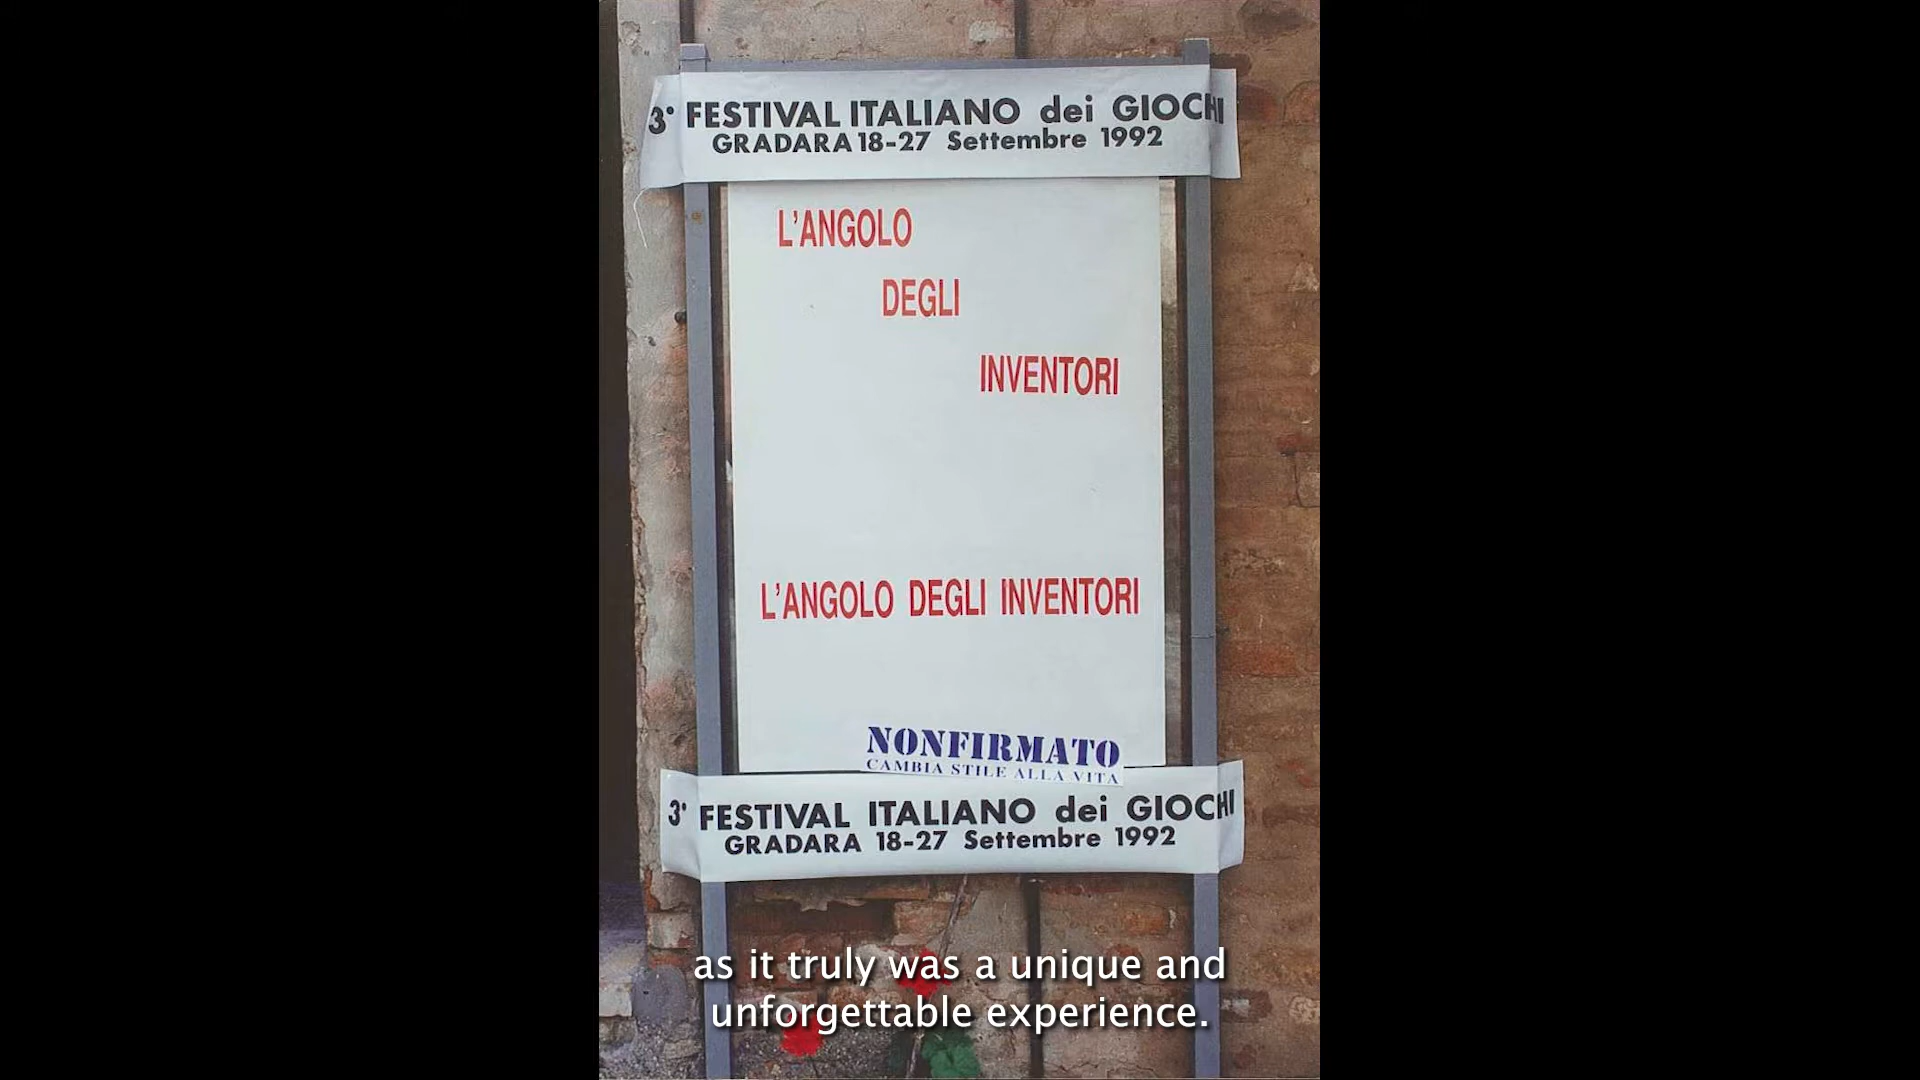 3° FESTIVAL ITALIANO dei GIOCHI
GRADARA 18-27 Settembre 1992
L'ANGOLO
DEGLI
INVENTORI
L'ANGOLO DEGLI INVENTORI
NONFIRMATO
CAMBIA STILE ALLA VITA
3° FESTIVAL ITALIANO dei GIOCHI
GRADARA 18-27 Settembre 1992
as it truly was a unique and
unforgettable experience.